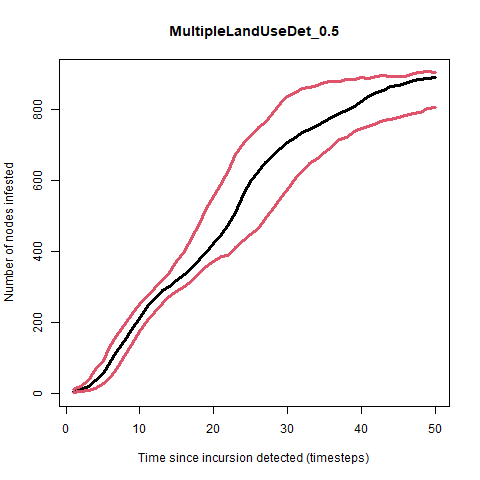 MultipleLandUseDet_0.5
Number of nodes infested
800
600
400
200
0
0 10 20 30 40 50
Time since incursion detected (timesteps)